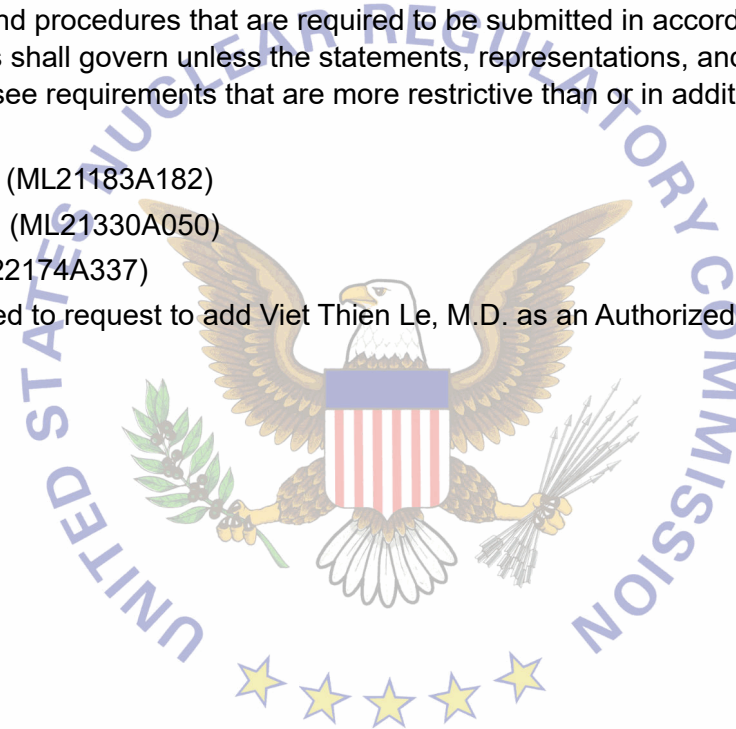 nd procedures that are required to be submitted in accord
s shall govern unless the statements, representations, and
see requirements that are more restrictive than or in addit
(ML21183A182)
(ML21330A050)
22174A337)
ed to request to add Viet Thien Le, M.D. as an Authorized
UNITED STATES NUCLEAR REGULATORY COMMISSION